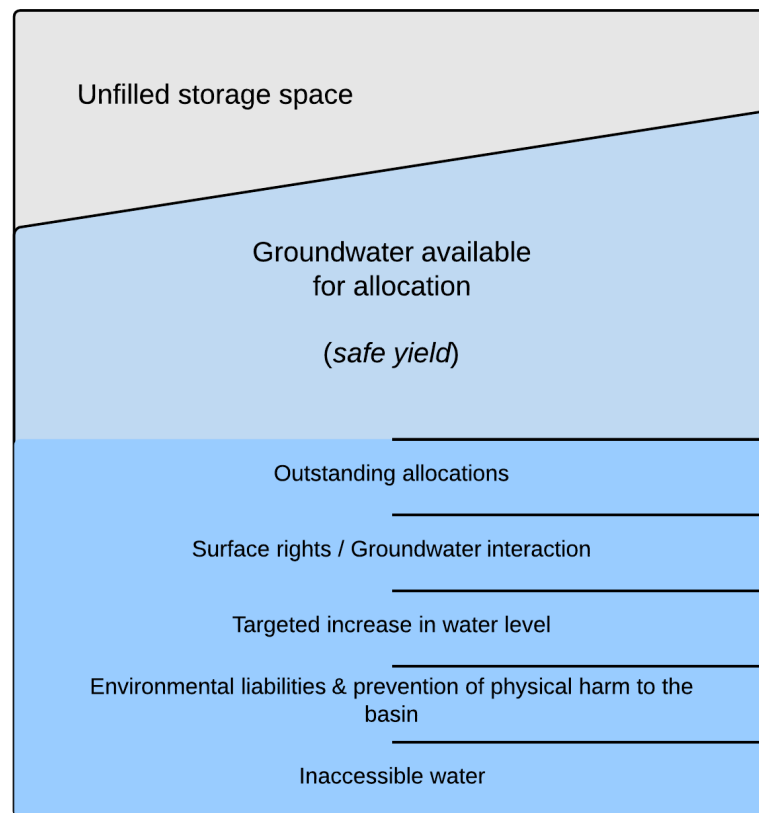 Unfilled storage space
Groundwater available
for allocation
(safe yield)
Outstanding allocations
Surface rights / Groundwater interaction
Targeted increase in water level
Environmental liabilities & prevention of physical harm to the
basin
Inaccessible water